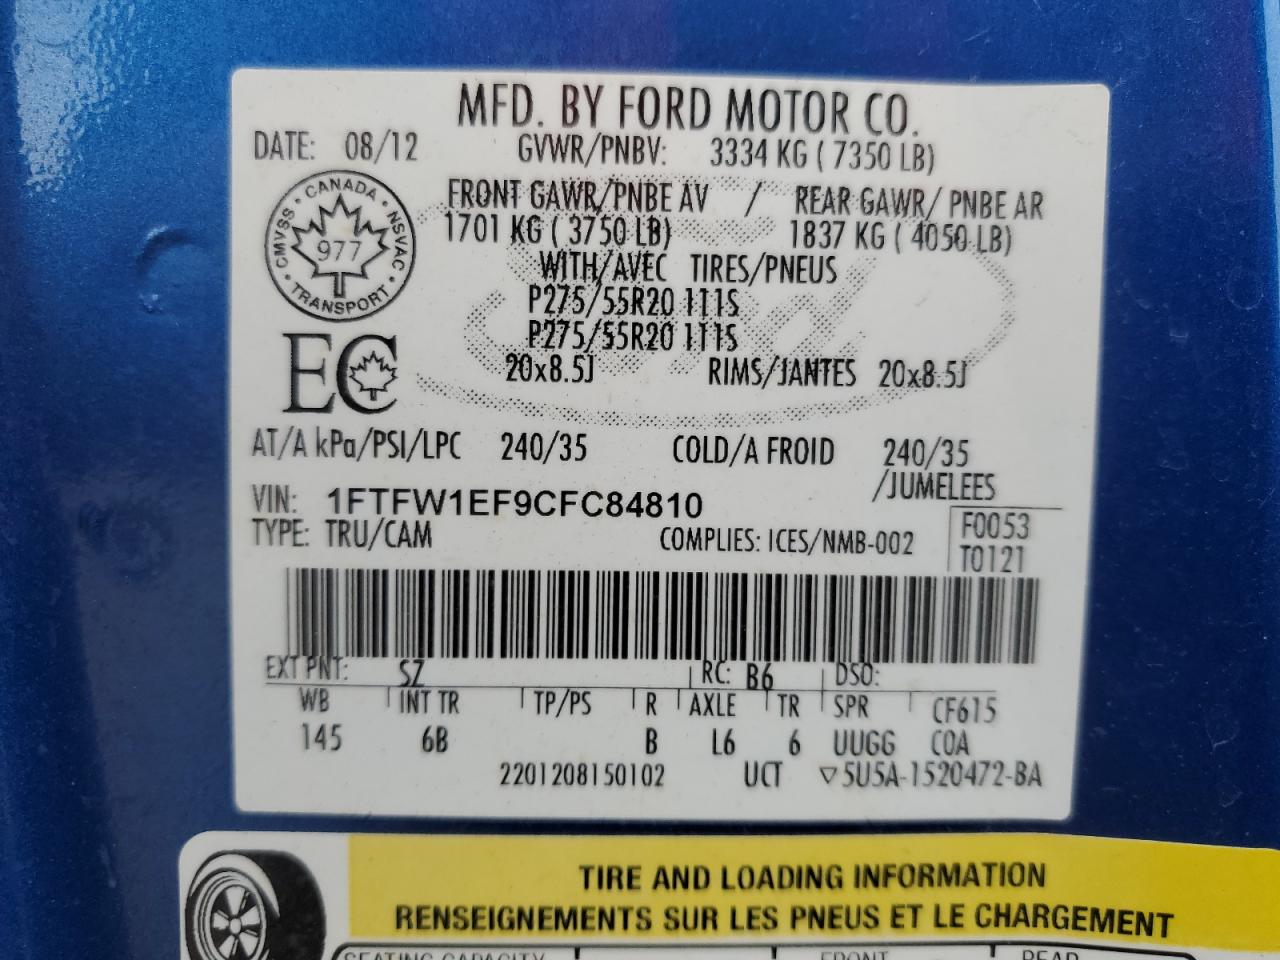 MFD. BY FORD MOTOR CO.
DATE: 08/12 GVWR/PNBV: 3334 KG ( 7350 LB)
FRONT GAWR/PNBE AV / REAR GAWR/ PNBE AR
1701 KG ( 3750 LB) 1837 KG ( 4050 LB)
WITH/AVEC TIRES/PNEUS
P275/55R20 111S
P275/55R20 111S
20x8.5J RIMS/JANTES 20x8.5J
CANADA • NSVAC • TRANSPORT • CMVSS •
977
EC
AT/A kPa/PSI/LPC 240/35 COLD/A FROID 240/35
/JUMELEES
VIN: 1FTFW1EF9CFC84810
TYPE: TRU/CAM COMPLIES: ICES/NMB-002
F0053
T0121
EXT PNT: SZ RC: B6 DSO:
WB INT TR TP/PS R AXLE TR SPR CF615
145 6B B L6 6 UUGG COA
2201208150102 UCT ▽5U5A-1520472-BA
TIRE AND LOADING INFORMATION
RENSEIGNEMENTS SUR LES PNEUS ET LE CHARGEMENT
SEATING CAPACITY FRONT REAR